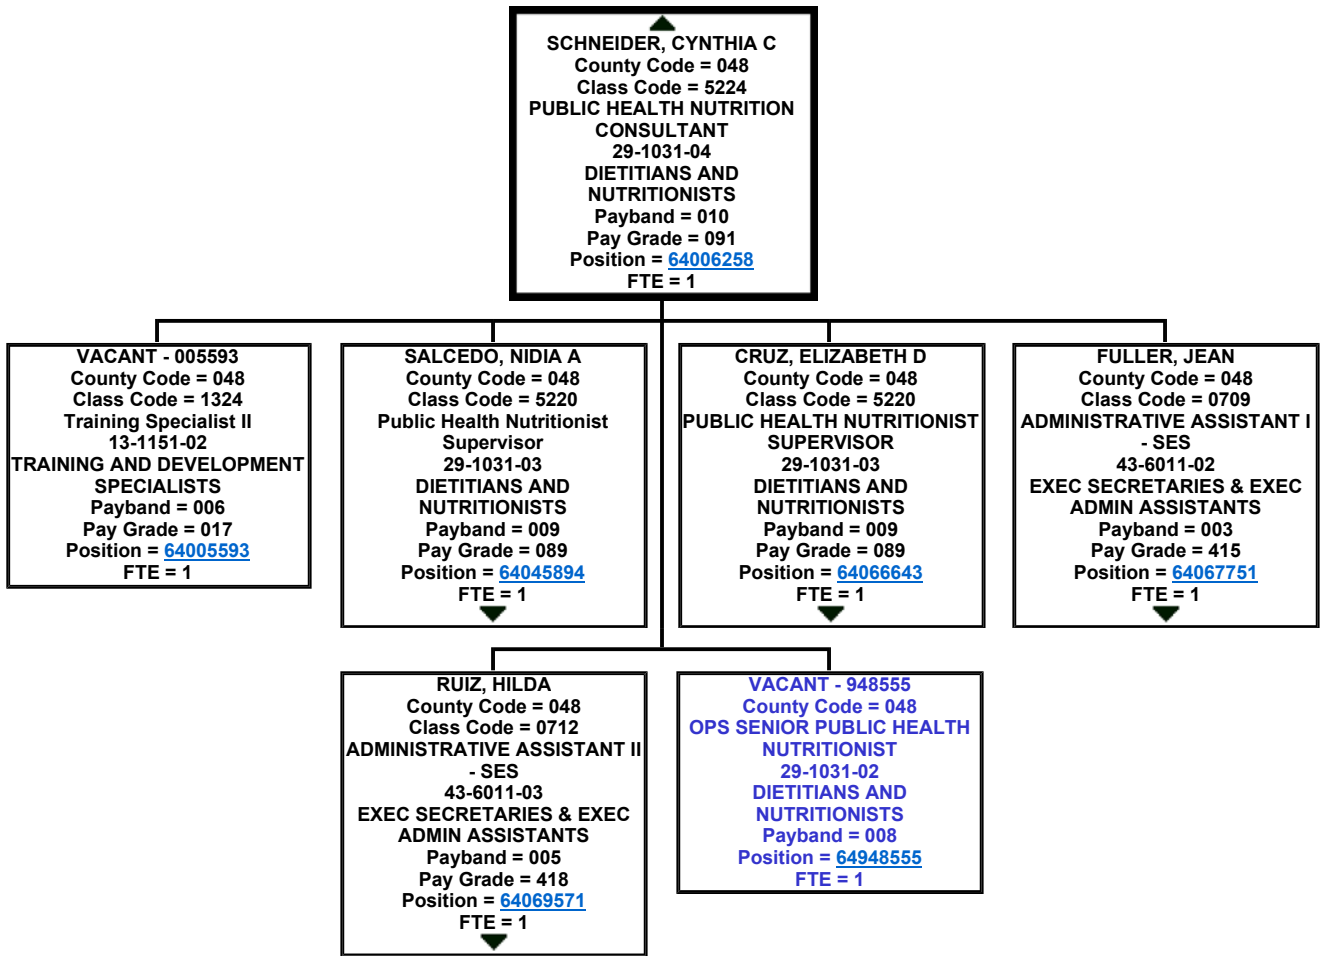 SCHNEIDER, CYNTHIA C
County Code = 048
Class Code = 5224
PUBLIC HEALTH NUTRITION
CONSULTANT
29-1031-04
DIETITIANS AND
NUTRITIONISTS
Payband = 010
Pay Grade = 091
Position = 64006258
FTE = 1
VACANT - 005593
County Code = 048
Class Code = 1324
Training Specialist II
13-1151-02
TRAINING AND DEVELOPMENT
SPECIALISTS
Payband = 006
Pay Grade = 017
Position = 64005593
FTE = 1
SALCEDO, NIDIA A
County Code = 048
Class Code = 5220
Public Health Nutritionist
Supervisor
29-1031-03
DIETITIANS AND
NUTRITIONISTS
Payband = 009
Pay Grade = 089
Position = 64045894
FTE = 1
CRUZ, ELIZABETH D
County Code = 048
Class Code = 5220
PUBLIC HEALTH NUTRITIONIST
SUPERVISOR
29-1031-03
DIETITIANS AND
NUTRITIONISTS
Payband = 009
Pay Grade = 089
Position = 64066643
FTE = 1
FULLER, JEAN
County Code = 048
Class Code = 0709
ADMINISTRATIVE ASSISTANT I
- SES
43-6011-02
EXEC SECRETARIES & EXEC
ADMIN ASSISTANTS
Payband = 003
Pay Grade = 415
Position = 64067751
FTE = 1
RUIZ, HILDA
County Code = 048
Class Code = 0712
ADMINISTRATIVE ASSISTANT II
- SES
43-6011-03
EXEC SECRETARIES & EXEC
ADMIN ASSISTANTS
Payband = 005
Pay Grade = 418
Position = 64069571
FTE = 1
VACANT - 948555
County Code = 048
OPS SENIOR PUBLIC HEALTH
NUTRITIONIST
29-1031-02
DIETITIANS AND
NUTRITIONISTS
Payband = 008
Position = 64948555
FTE = 1